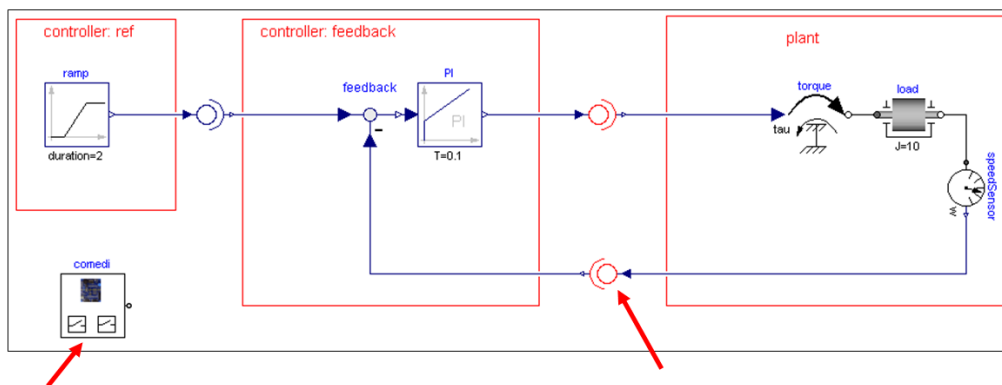 controller: ref
controller: feedback
plant
ramp
feedback
PI
torque
load
PI
tau
duration=2
T=0.1
J=10
speedSensor
w
comedi